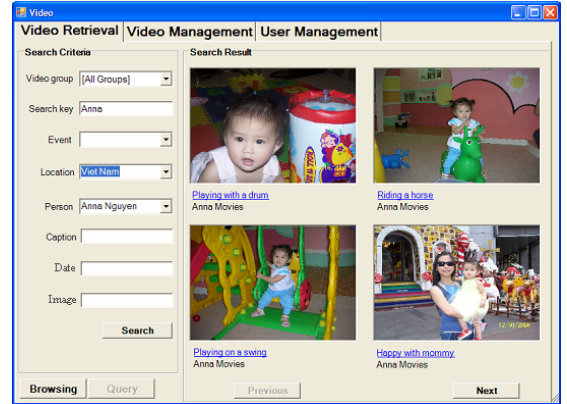 Video
Video Retrieval Video Management User Management
Search Criteria
Video group [All Groups]
Search key Anna
Event
Location Viet Nam
Person Anna Nguyen
Caption
Date
Image
Search
Browsing Query
Search Result
Playing with a drum
Anna Movies
Riding a horse
Anna Movies
Playing on a swing
Anna Movies
Happy with mommy
Anna Movies
Previous Next